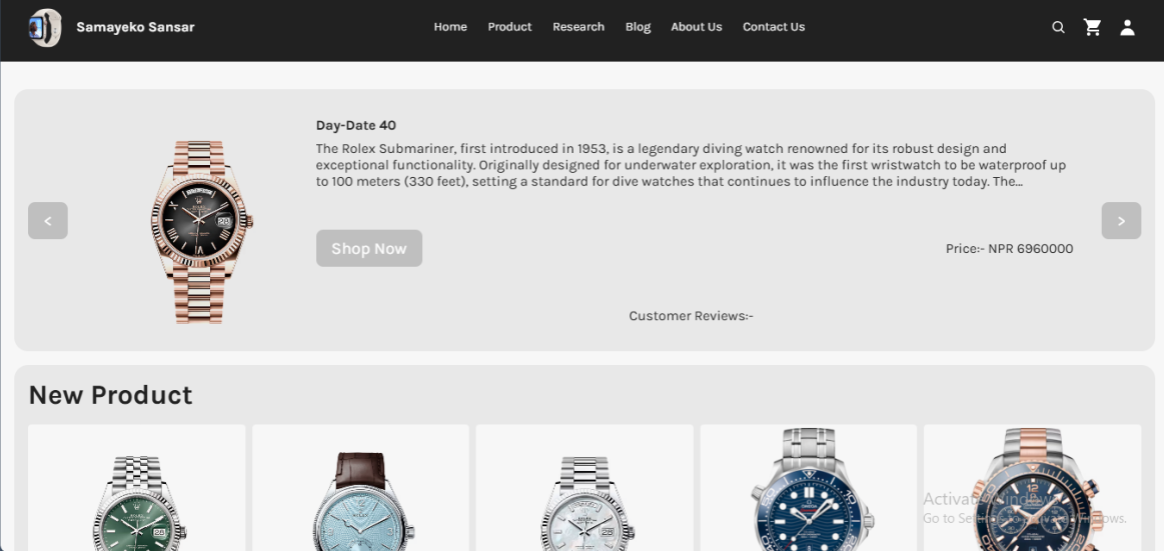 Samayeko Sansar
Home Product Research Blog About Us Contact Us
Day-Date 40
The Rolex Submariner, first introduced in 1953, is a legendary diving watch renowned for its robust design and
exceptional functionality. Originally designed for underwater exploration, it was the first wristwatch to be waterproof up
to 100 meters (330 feet), setting a standard for dive watches that continues to influence the industry today. The...
<
>
Shop Now
Price:- NPR 6960000
Customer Reviews:-
New Product
Activate Windows
Go to Settings to activate Windows.